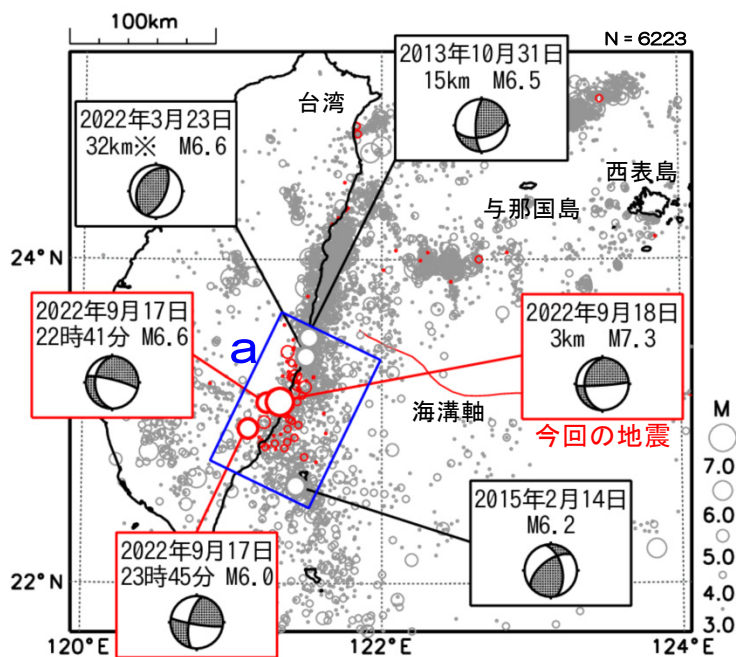 100km
N = 6223
2013年10月31日
15km M6.5
台湾
2022年3月23日
32km※ M6.6
西表島
与那国島
24°N
2022年9月17日
22時41分 M6.6
a
2022年9月18日
3km M7.3
海溝軸
今回の地震
M
7.0
6.0
5.0
4.0
3.0
2015年2月14日
M6.2
22°N
2022年9月17日
23時45分 M6.0
120°E
122°E
124°E